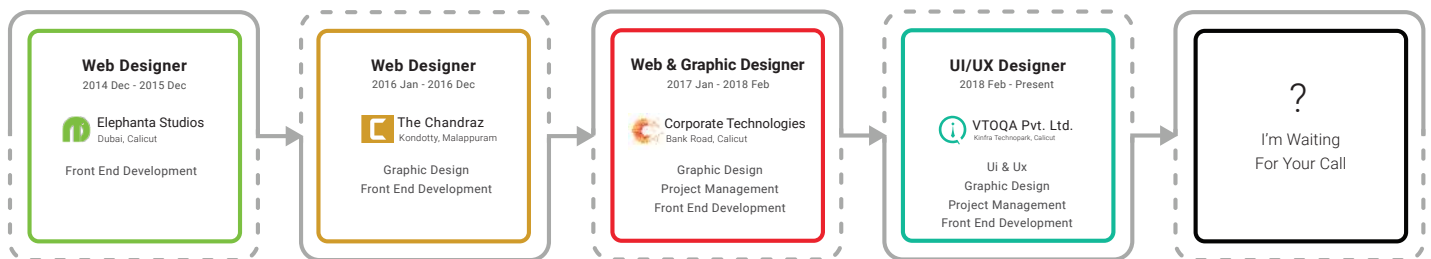 Web Designer
2014 Dec - 2015 Dec
Elephanta Studios
Dubai, Calicut
Front End Development
Web Designer
2016 Jan - 2016 Dec
The Chandraz
Kondotty, Malappuram
Graphic Design
Front End Development
Web & Graphic Designer
2017 Jan - 2018 Feb
Corporate Technologies
Bank Road, Calicut
Graphic Design
Project Management
Front End Development
UI/UX Designer
2018 Feb - Present
VTOQA Pvt. Ltd.
Kinfra Technopark, Calicut
Ui & Ux
Graphic Design
Project Management
Front End Development
?
I'm Waiting
For Your Call